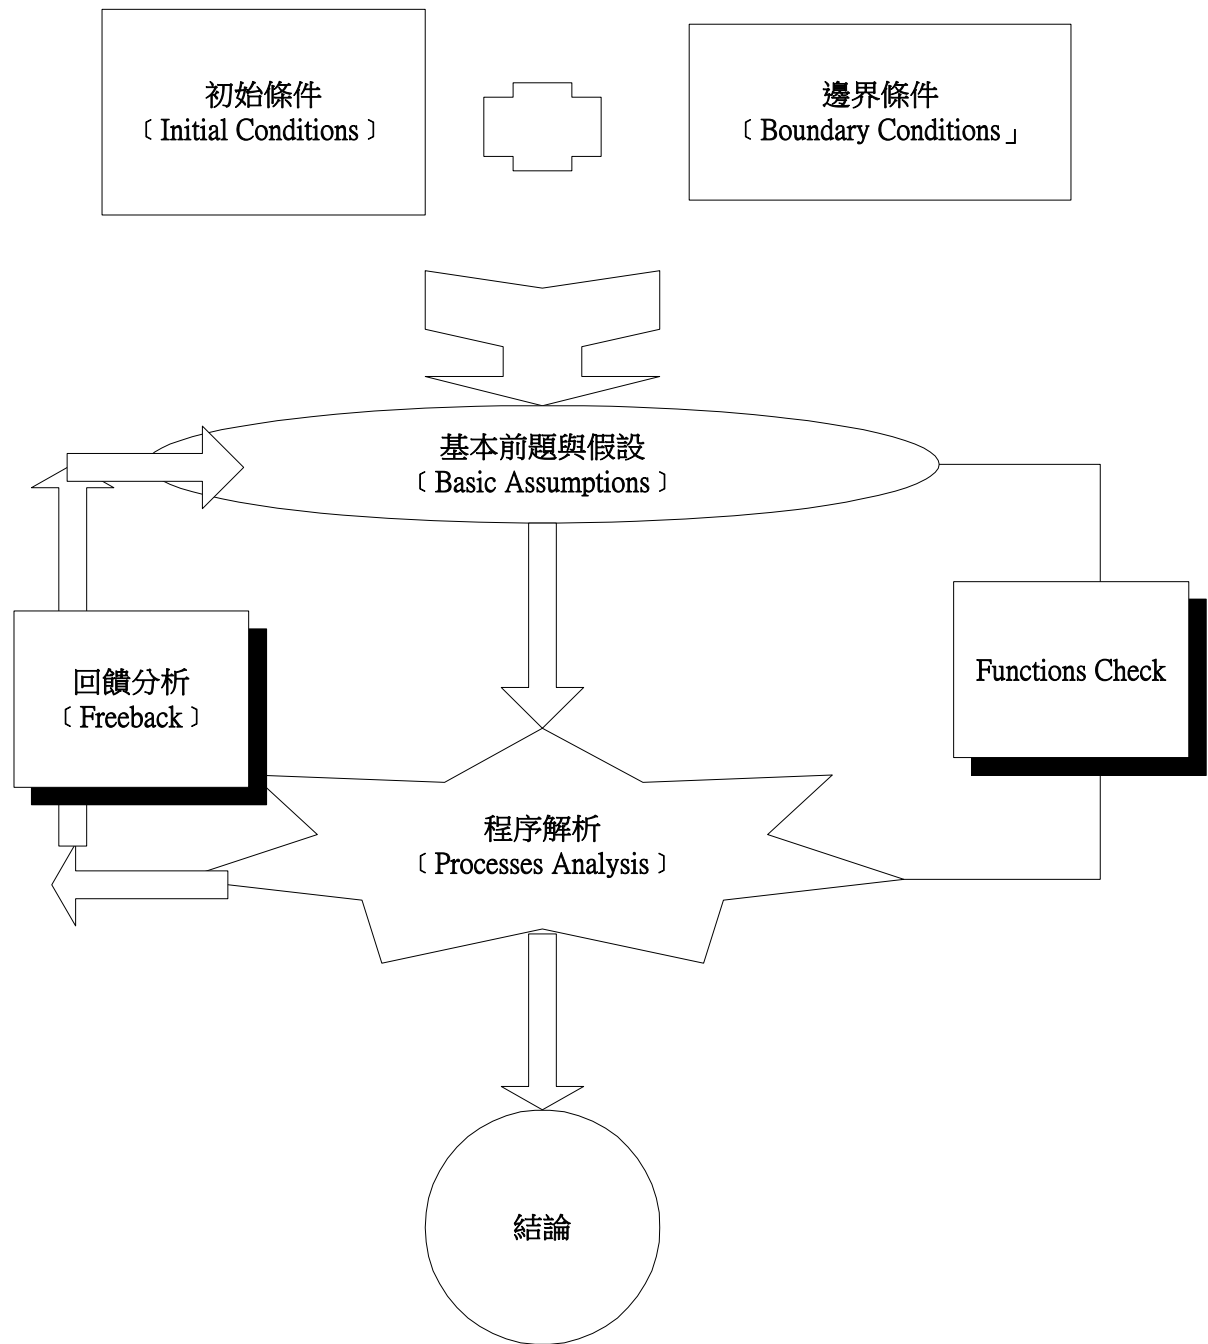 初始條件
﹝Initial Conditions﹞
邊界條件
﹝Boundary Conditions」
基本前題與假設
﹝Basic Assumptions﹞
回饋分析
﹝Freeback﹞
Functions Check
程序解析
﹝Processes Analysis﹞
結論